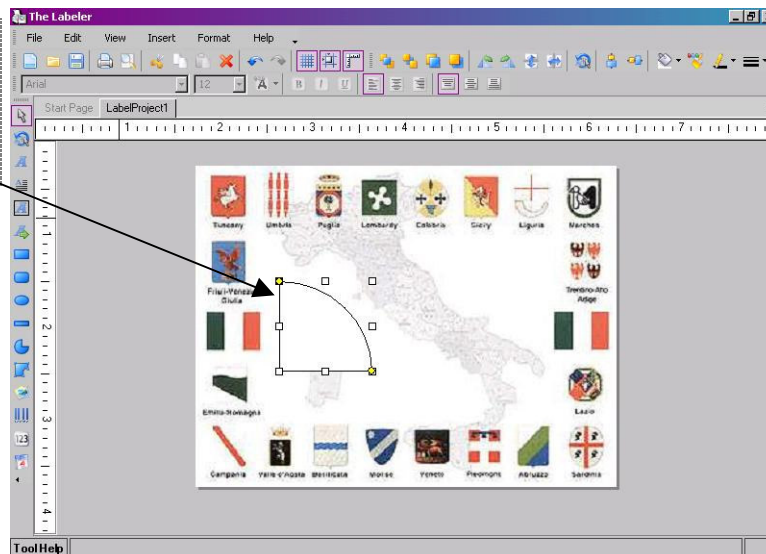 The Labeler
File Edit View Insert Format Help
Arial 12 A B I U
Start Page LabelProject1
1 2 3 4 5 6 7
Tuscany Umbria Puglia Lombardy Calabria Sicily Liguria Marches
Friuli-Venezia
Giulia
Trentino-Alto
Adige
2
Emilia-Romagna Lazio
3
123
Campania Valle d'Aosta Basilicata Molise Veneto Piedmont Abruzzo Sardinia
4
Tool Help